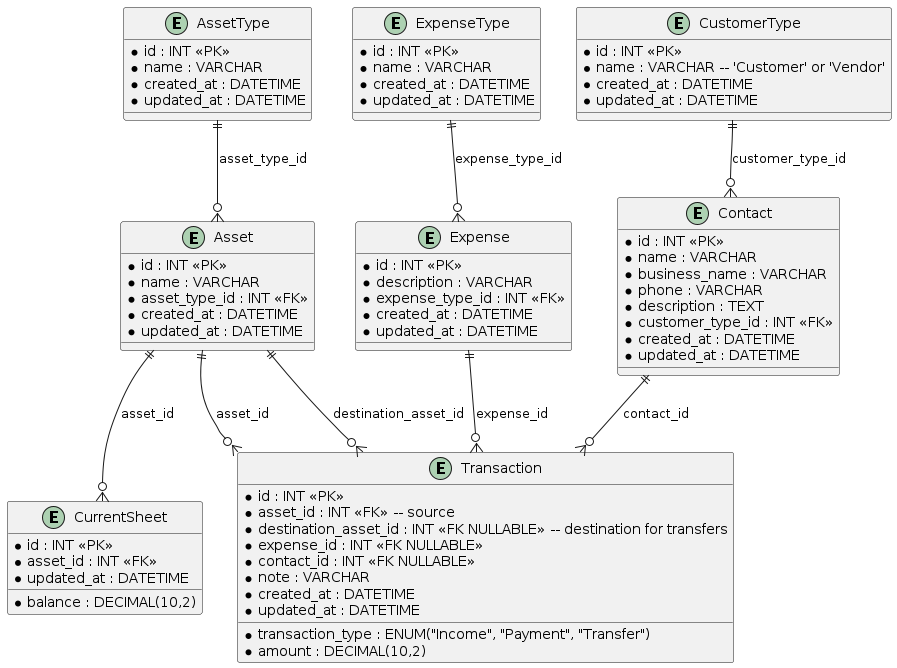 E AssetType
id : INT «PK»
name : VARCHAR
created_at : DATETIME
updated_at : DATETIME
E ExpenseType
id : INT «PK»
name : VARCHAR
created_at : DATETIME
updated_at : DATETIME
E CustomerType
id : INT «PK»
name : VARCHAR -- 'Customer' or 'Vendor'
created_at : DATETIME
updated_at : DATETIME
asset_type_id
expense_type_id
customer_type_id
E Asset
id : INT «PK»
name : VARCHAR
asset_type_id : INT «FK»
created_at : DATETIME
updated_at : DATETIME
E Expense
id : INT «PK»
description : VARCHAR
expense_type_id : INT «FK»
created_at : DATETIME
updated_at : DATETIME
E Contact
id : INT «PK»
name : VARCHAR
business_name : VARCHAR
phone : VARCHAR
description : TEXT
customer_type_id : INT «FK»
created_at : DATETIME
updated_at : DATETIME
asset_id
asset_id
destination_asset_id
expense_id
contact_id
E CurrentSheet
id : INT «PK»
asset_id : INT «FK»
updated_at : DATETIME
balance : DECIMAL(10,2)
E Transaction
id : INT «PK»
asset_id : INT «FK» -- source
destination_asset_id : INT «FK NULLABLE» -- destination for transfers
expense_id : INT «FK NULLABLE»
contact_id : INT «FK NULLABLE»
note : VARCHAR
created_at : DATETIME
updated_at : DATETIME
transaction_type : ENUM("Income", "Payment", "Transfer")
amount : DECIMAL(10,2)